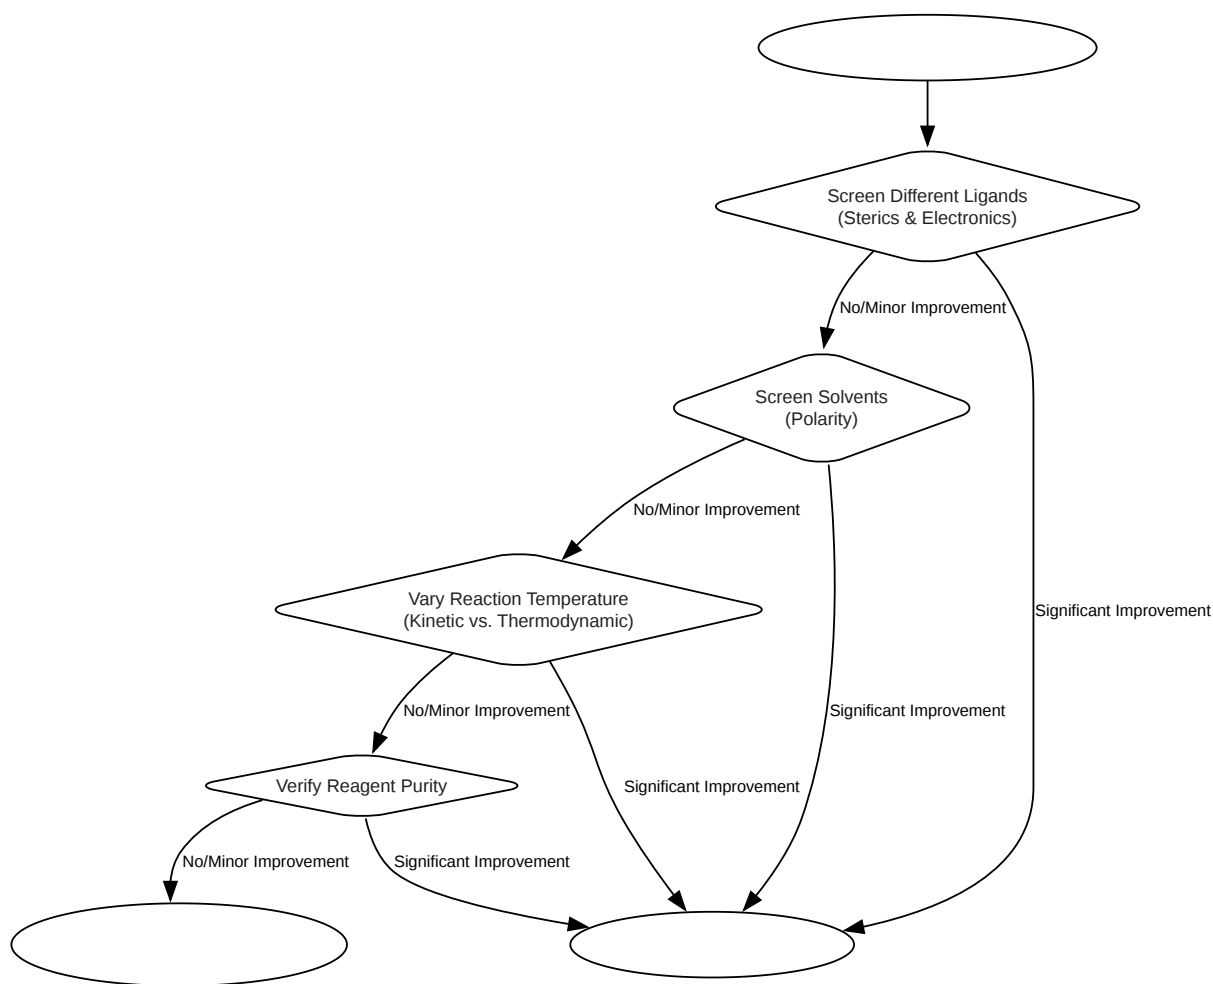 Screen Different Ligands
(Sterics & Electronics)
No/Minor Improvement
Screen Solvents
(Polarity)
No/Minor Improvement
Vary Reaction Temperature
(Kinetic vs. Thermodynamic)
Significant Improvement
No/Minor Improvement
Significant Improvement
Verify Reagent Purity
Significant Improvement
No/Minor Improvement
Significant Improvement